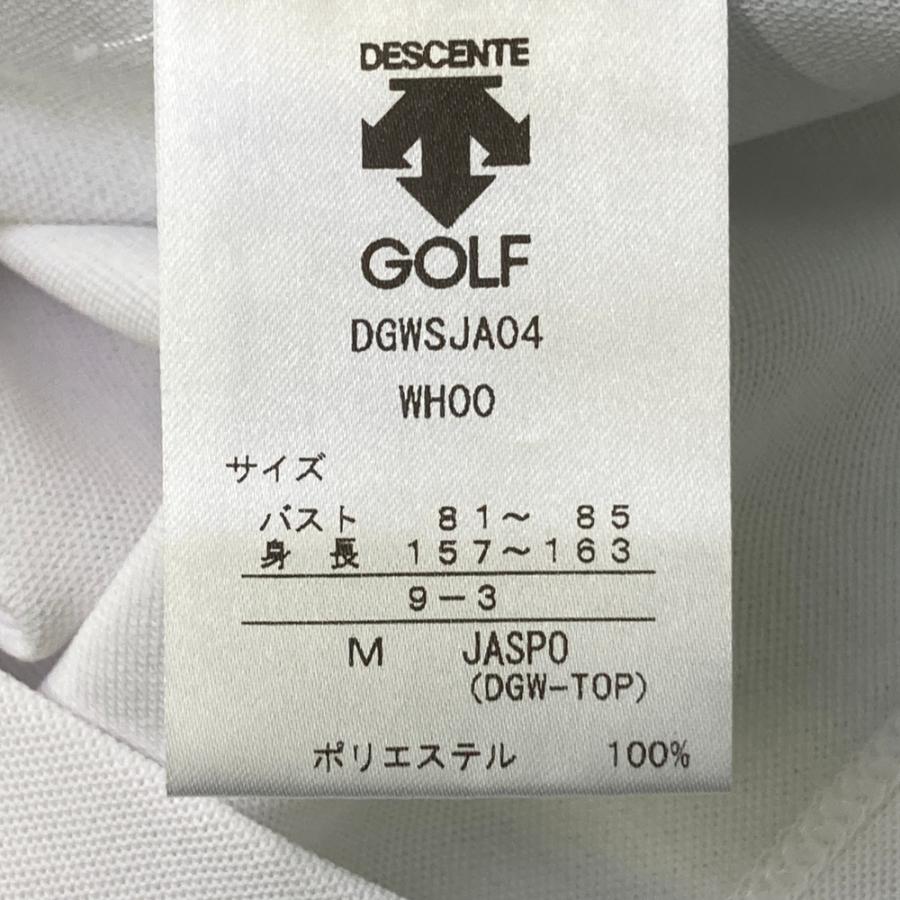 DESCENTE
GOLF
DGWSJA04
WH00
サイズ
バスト 81～ 85
身 長 157～163
9－3
M JASPO
(DGW-TOP)
ポリエステル 100%